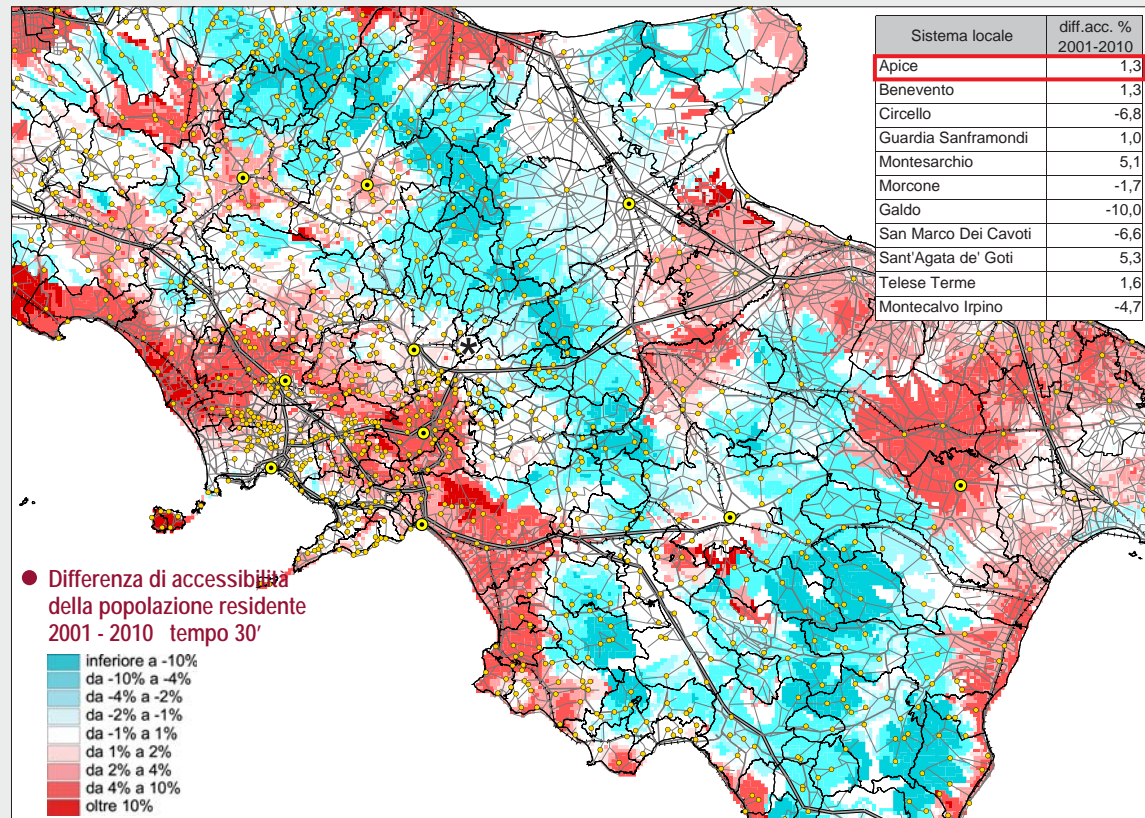 Sistema locale diff.acc. % 2001-2010
Apice 1,3
Benevento 1,3
Circello -6,8
Guardia Sanframondi 1,0
Montesarchio 5,1
Morcone -1,7
Galdo -10,0
San Marco Dei Cavoti -6,6
Sant'Agata de' Goti 5,3
Telese Terme 1,6
Montecalvo Irpino -4,7
*
● Differenza di accessibilità
della popolazione residente
2001 - 2010 tempo 30'
inferiore a -10%
da -10% a -4%
da -4% a -2%
da -2% a -1%
da -1% a 1%
da 1% a 2%
da 2% a 4%
da 4% a 10%
oltre 10%